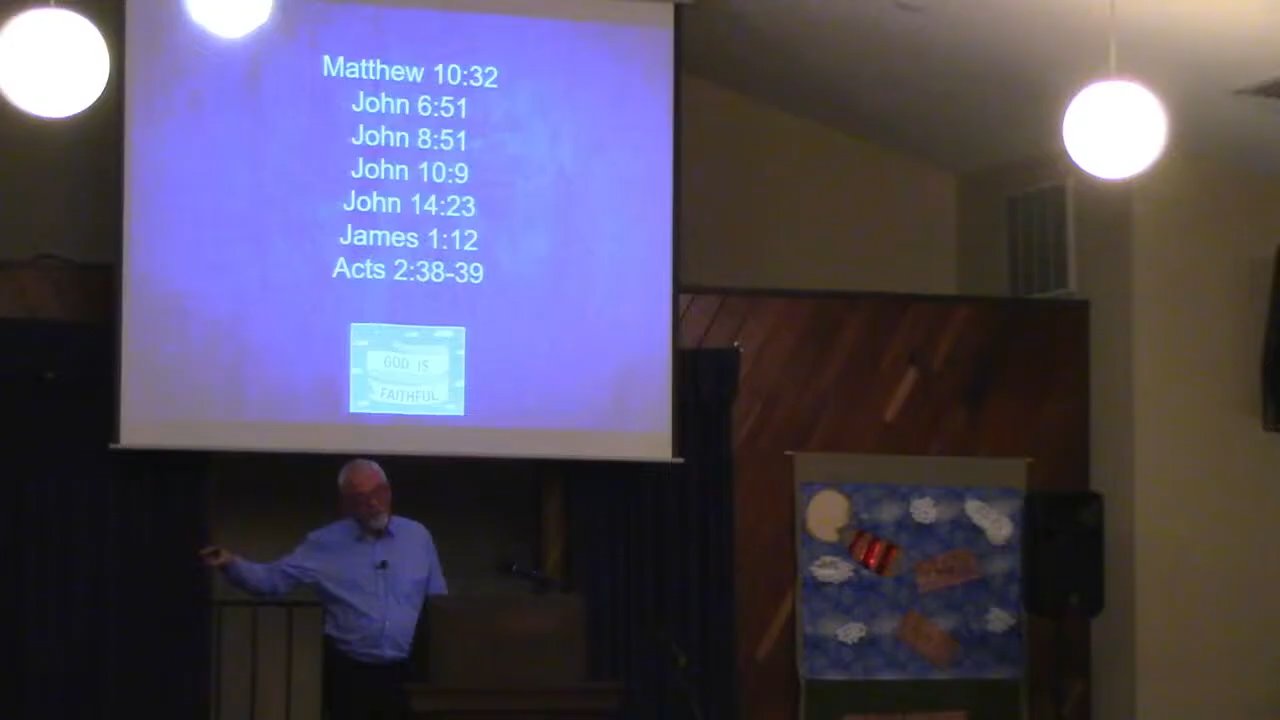 Matthew 10:32
John 6:51
John 8:51
John 10:9
John 14:23
James 1:12
Acts 2:38-39
GOD IS
FAITHFUL